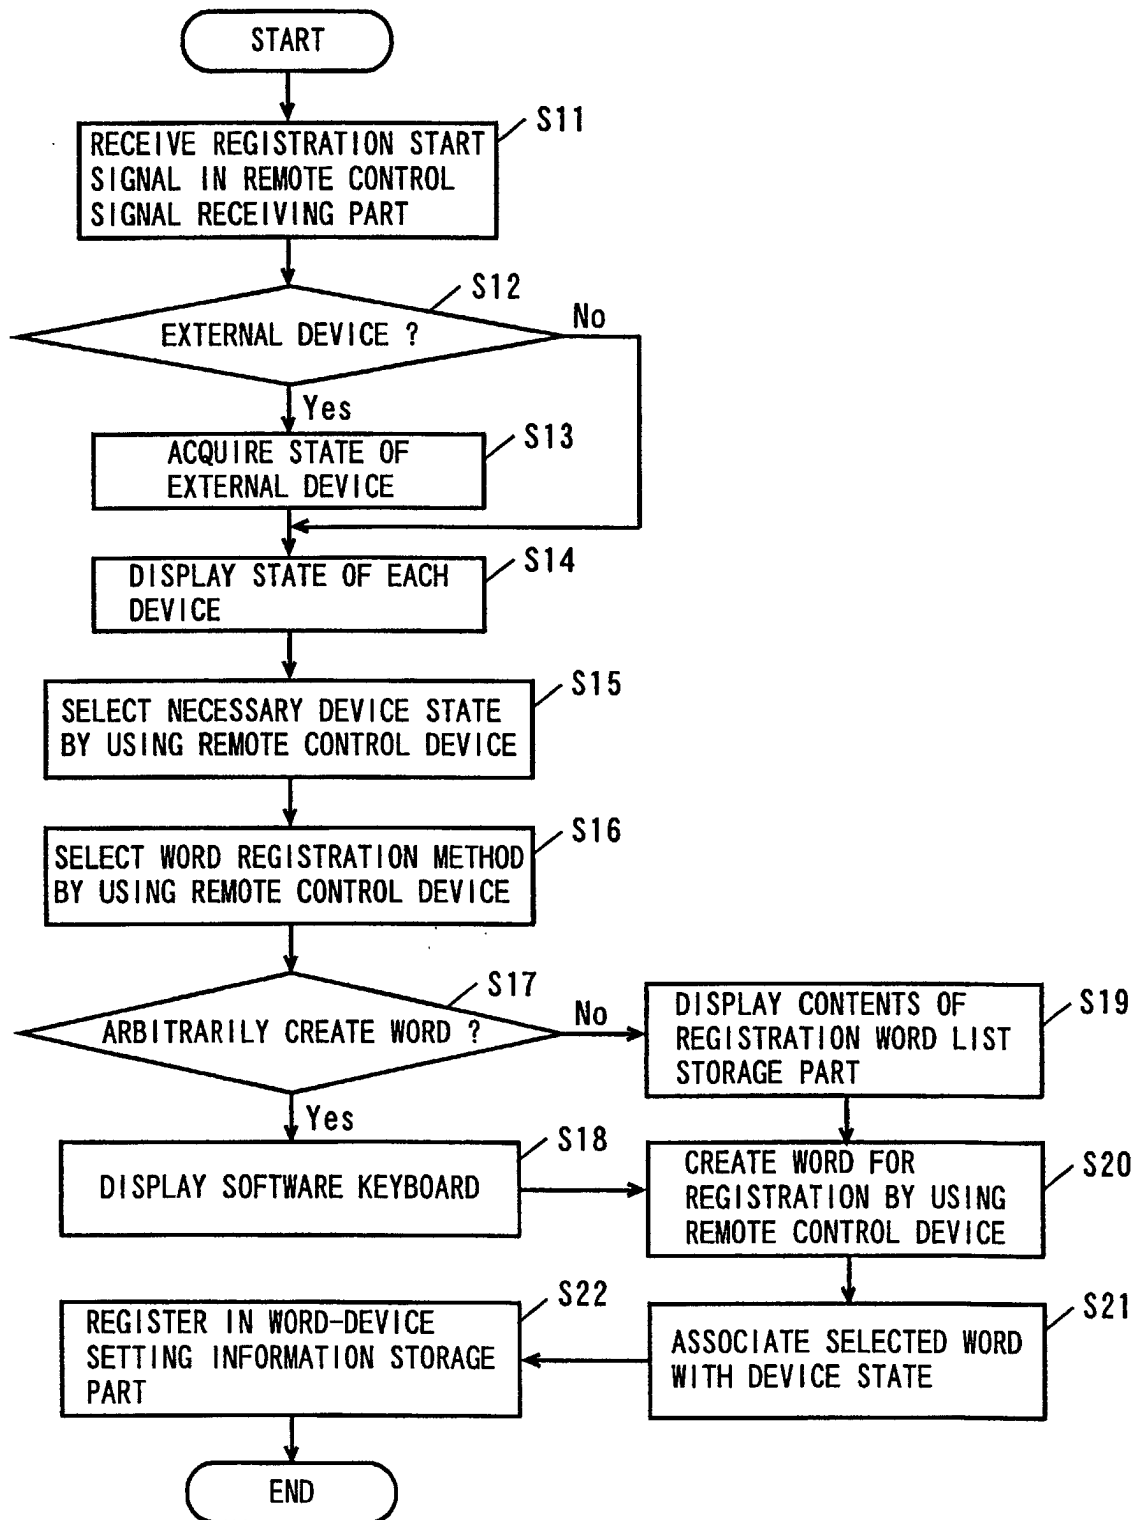 START
S11
RECEIVE REGISTRATION START
SIGNAL IN REMOTE CONTROL
SIGNAL RECEIVING PART
S12
EXTERNAL DEVICE ?
No
Yes
S13
ACQUIRE STATE OF
EXTERNAL DEVICE
S14
DISPLAY STATE OF EACH
DEVICE
S15
SELECT NECESSARY DEVICE STATE
BY USING REMOTE CONTROL DEVICE
S16
SELECT WORD REGISTRATION METHOD
BY USING REMOTE CONTROL DEVICE
S17
ARBITRARILY CREATE WORD ?
No
Yes
S19
DISPLAY CONTENTS OF
REGISTRATION WORD LIST
STORAGE PART
S18
DISPLAY SOFTWARE KEYBOARD
S20
CREATE WORD FOR
REGISTRATION BY USING
REMOTE CONTROL DEVICE
S21
ASSOCIATE SELECTED WORD
WITH DEVICE STATE
S22
REGISTER IN WORD-DEVICE
SETTING INFORMATION STORAGE
PART
END